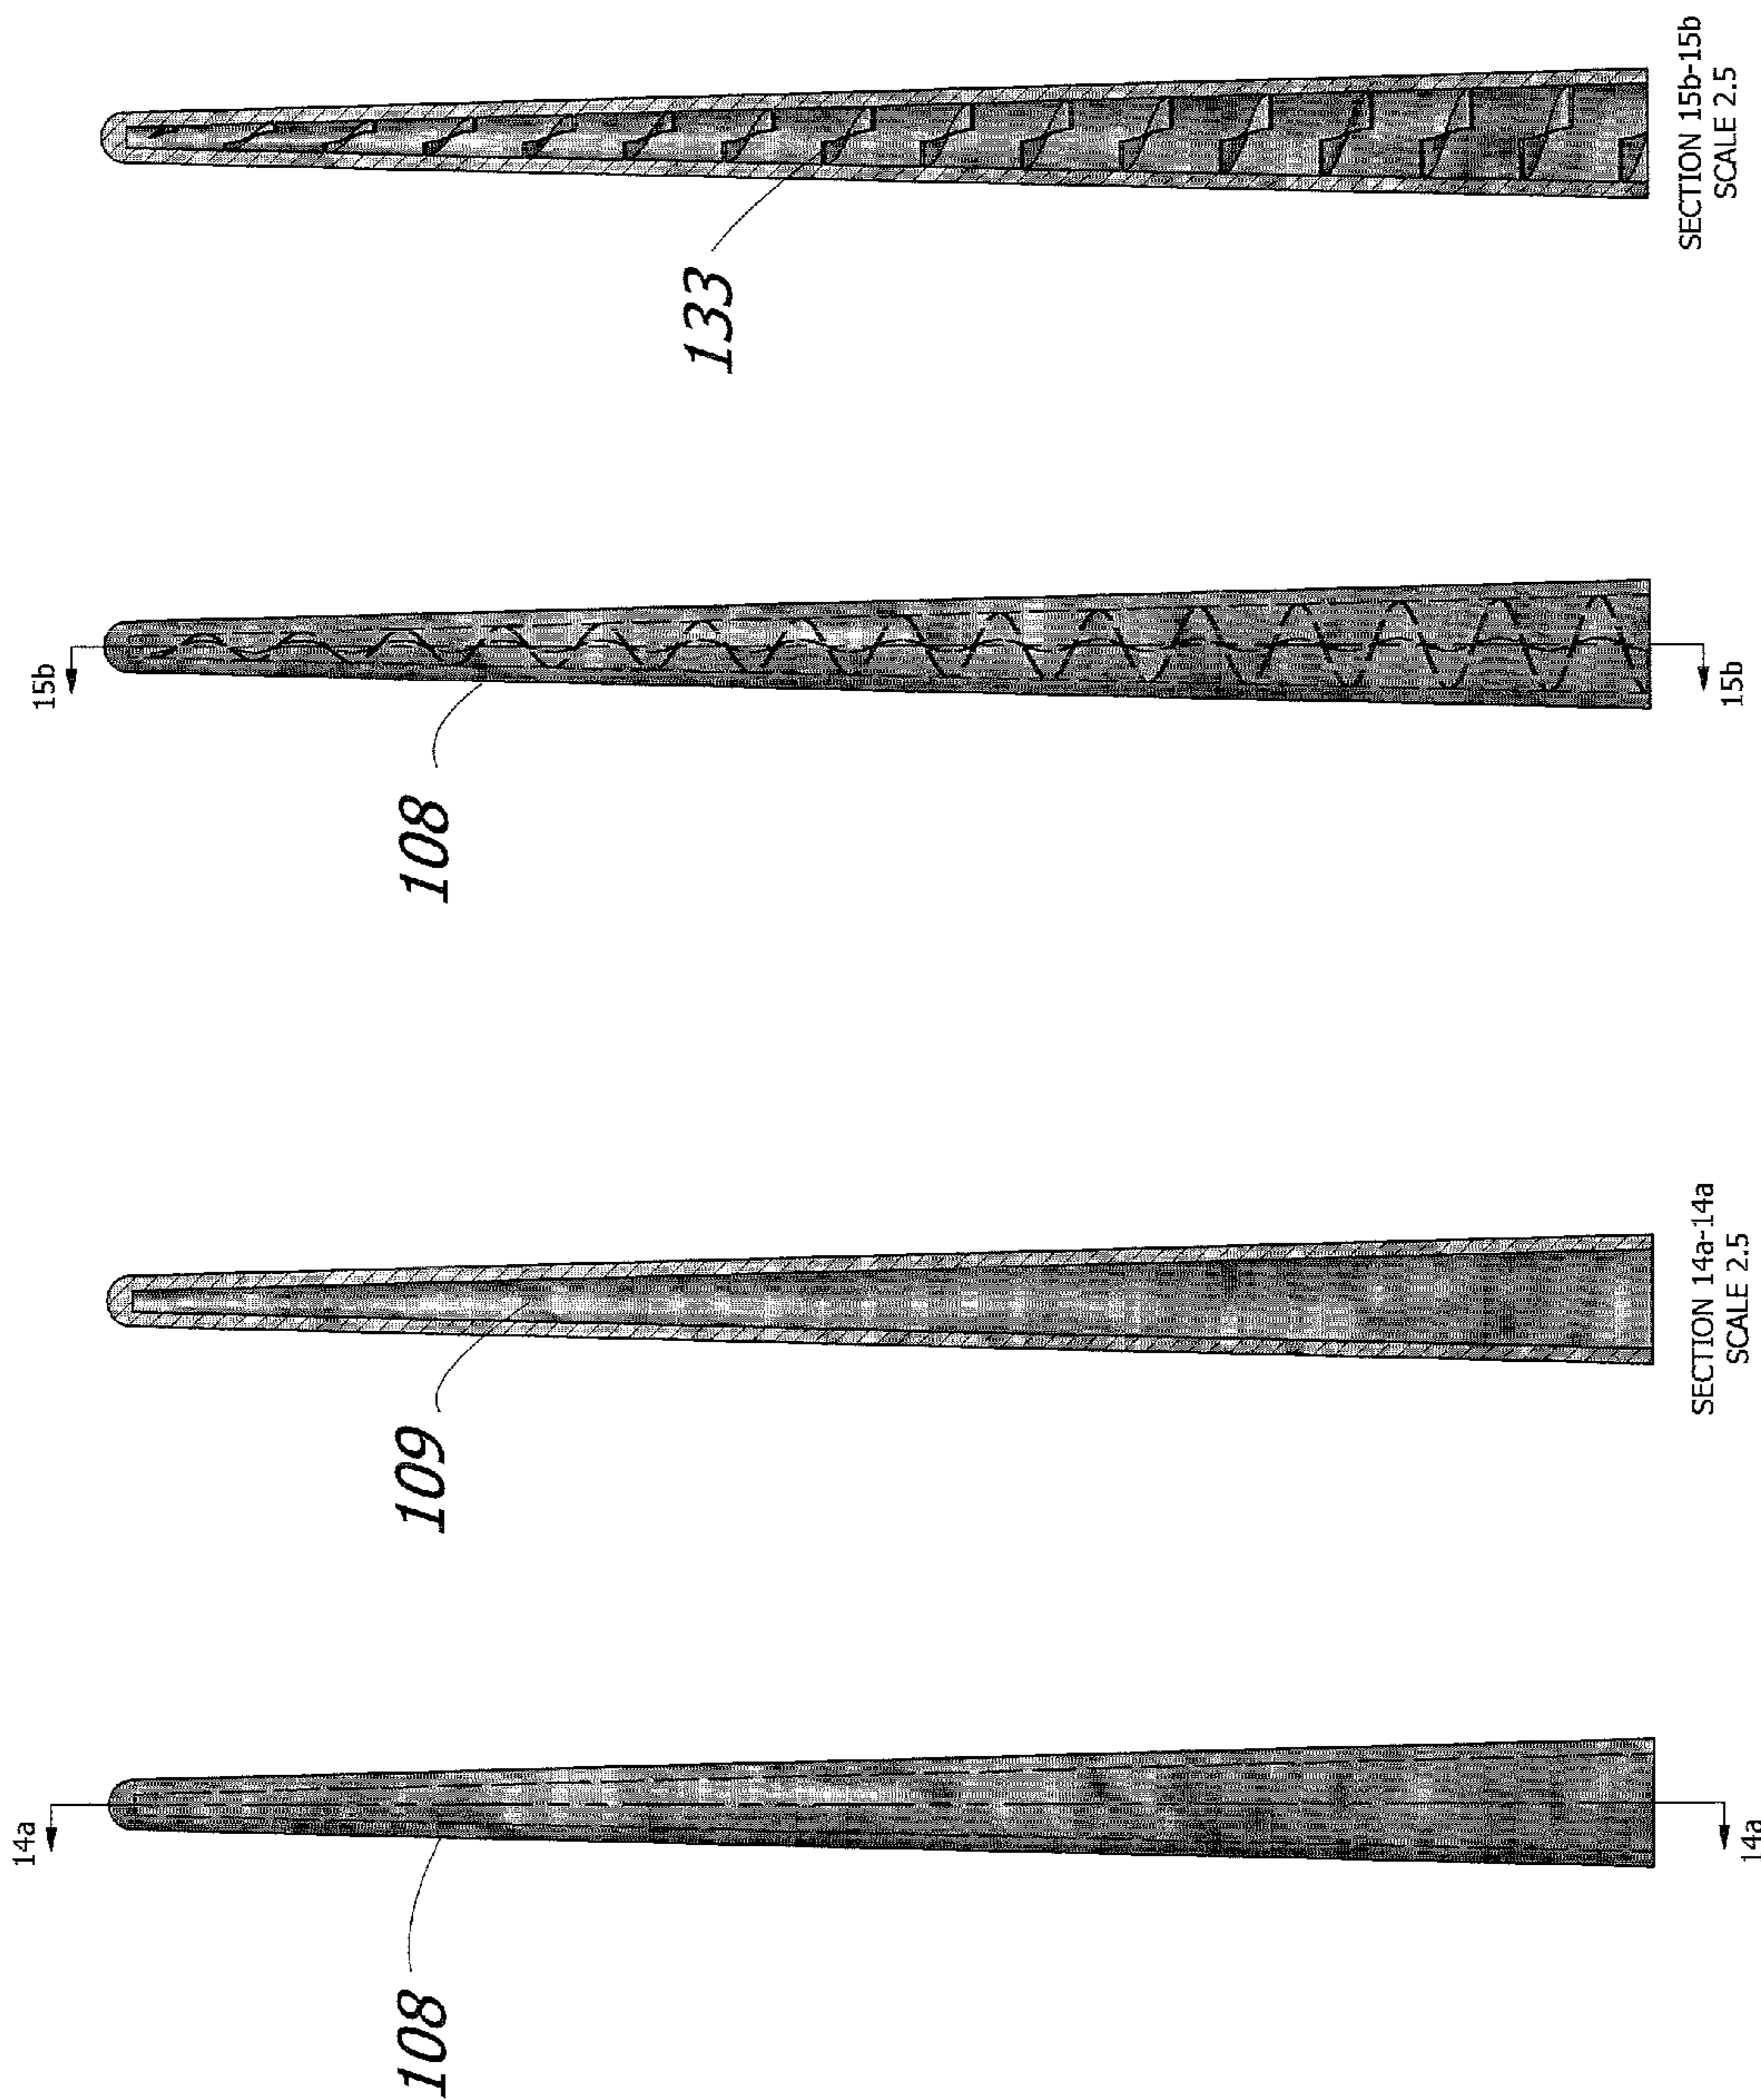 14a
108
14a
109
SECTION 14a-14a
SCALE 2.5
15b
108
15b
133
SECTION 15b-15b
SCALE 2.5